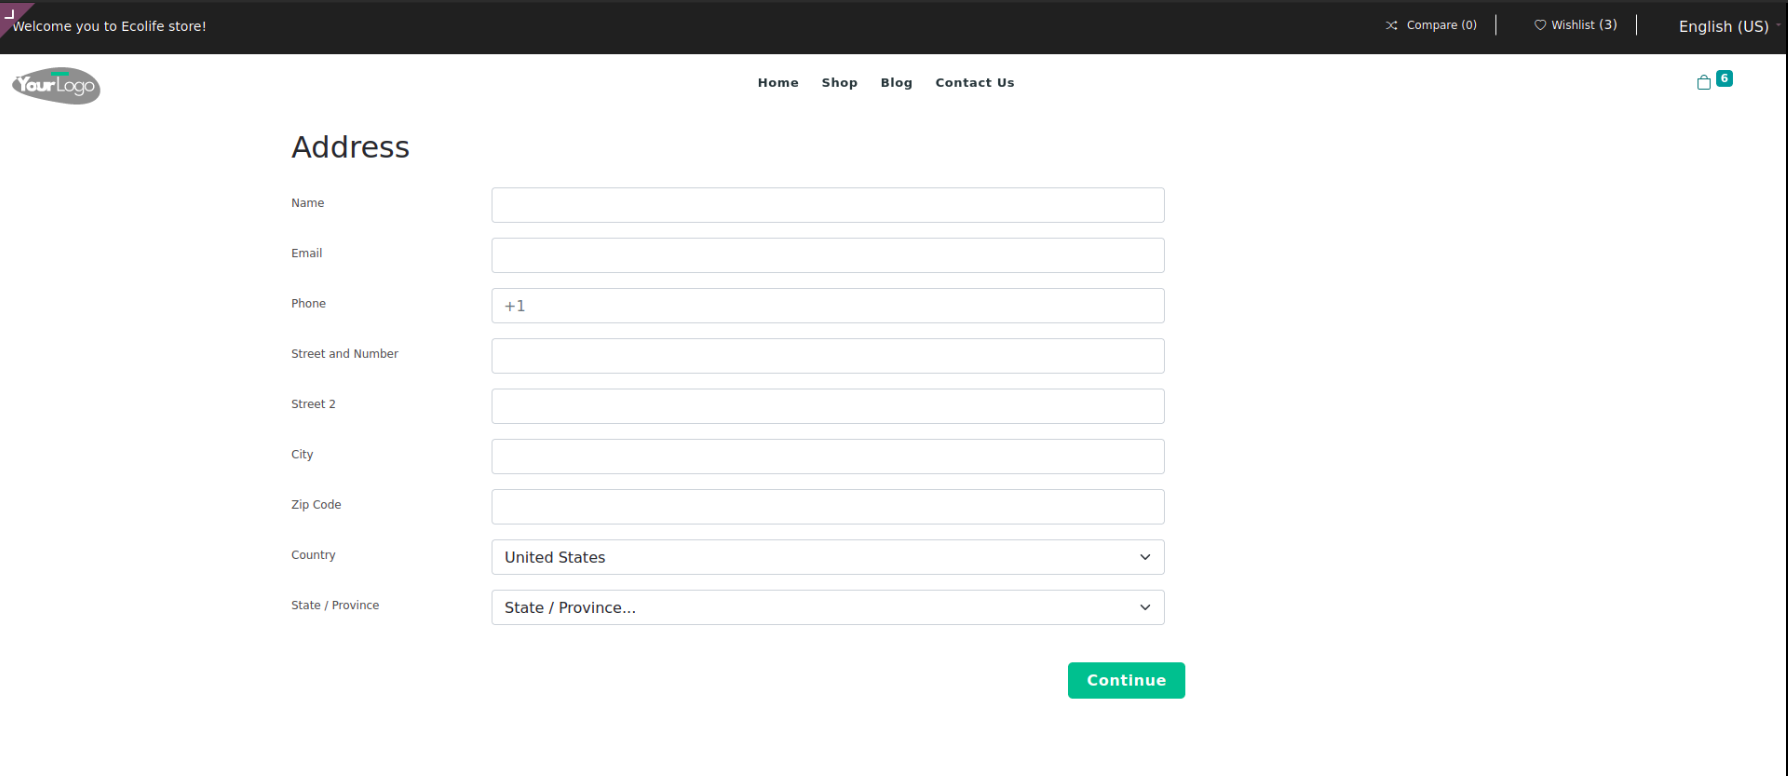 Welcome you to Ecolife store!
Compare (0)
Wishlist (3)
English (US)
YourLogo
Home Shop Blog Contact Us
6
Address
Name
Email
Phone +1
Street and Number
Street 2
City
Zip Code
Country United States
State / Province State / Province...
Continue